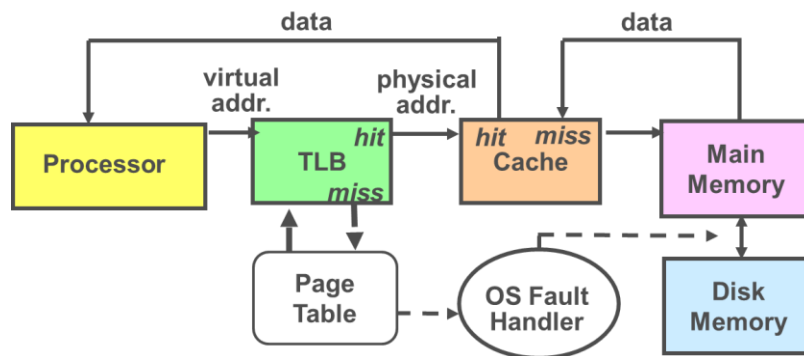 data
data
virtual
addr.
physical
addr.
Processor
hit
TLB
miss
hit miss
Cache
Main
Memory
Page
Table
OS Fault
Handler
Disk
Memory